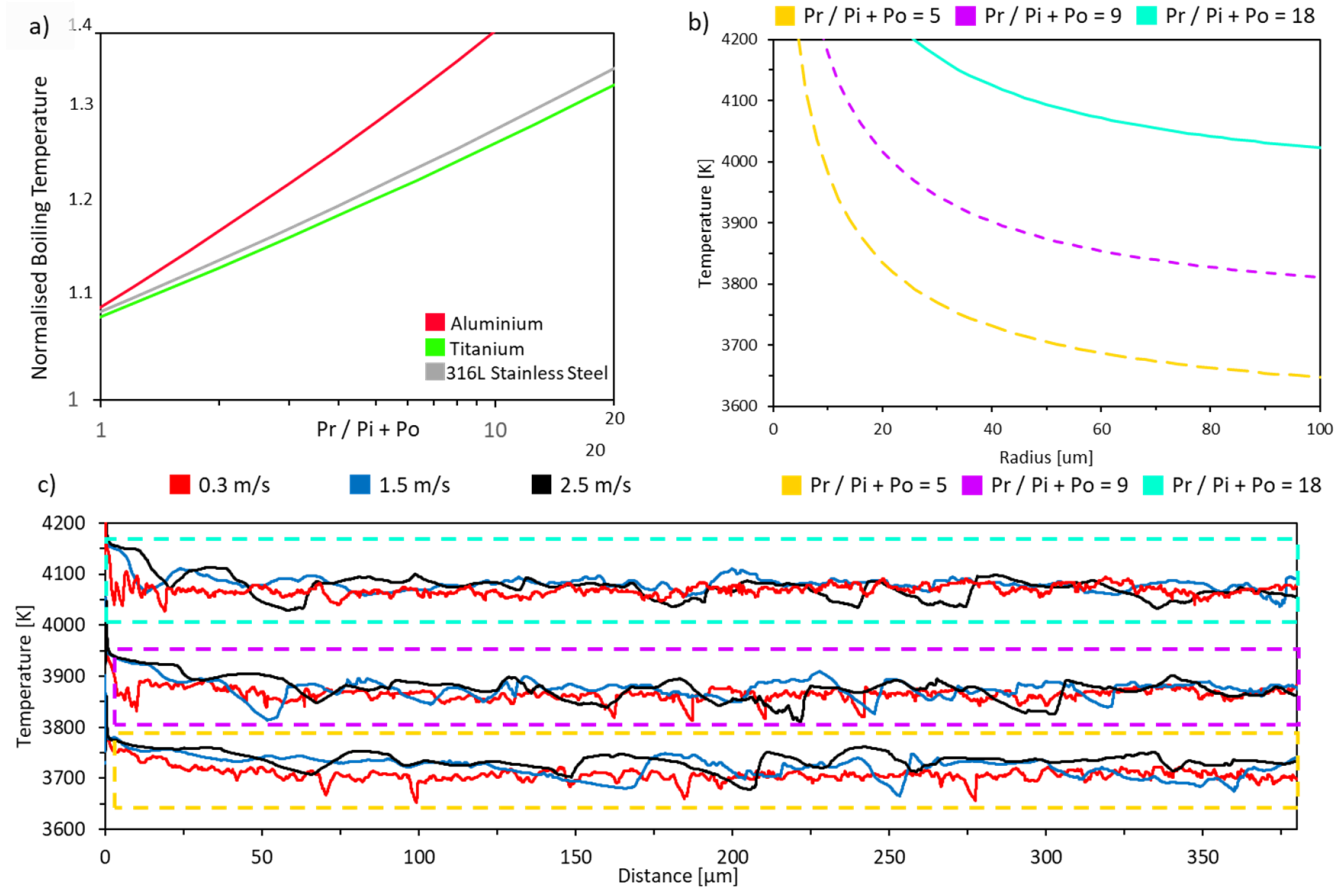 a)
1.4
1.3
1.2
1.1
1
Normalised Boiling Temperature
Aluminium
Titanium
316L Stainless Steel
1
Pr / Pi + Po
10
20
20
Pr / Pi + Po = 5
Pr / Pi + Po = 9
Pr / Pi + Po = 18
b)
4200
4100
4000
3900
3800
3700
3600
Temperature [K]
0
20
40
60
80
100
Radius [um]
c)
0.3 m/s
1.5 m/s
2.5 m/s
Pr / Pi + Po = 5
Pr / Pi + Po = 9
Pr / Pi + Po = 18
4200
4100
4000
3900
3800
3700
3600
Temperature [K]
0
50
100
150
200
250
300
350
Distance [μm]